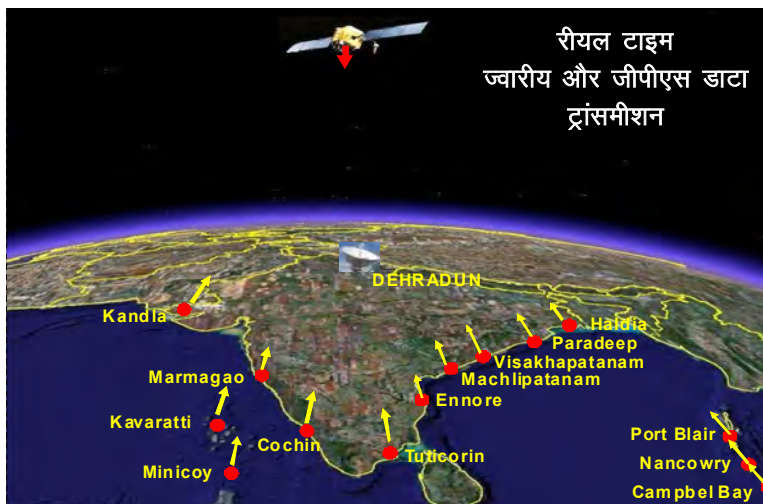 रीयल टाइम
ज्वारीय और जीपीएस डाटा
ट्रांसमीशन
DEHRADUN
Kandla
Haldia
Paradeep
Visakhapatanam
Machlipatanam
Marmagao
Ennore
Kavaratti
Cochin
Tuticorin
Port Blair
Minicoy
Nancowry
Campbel Bay